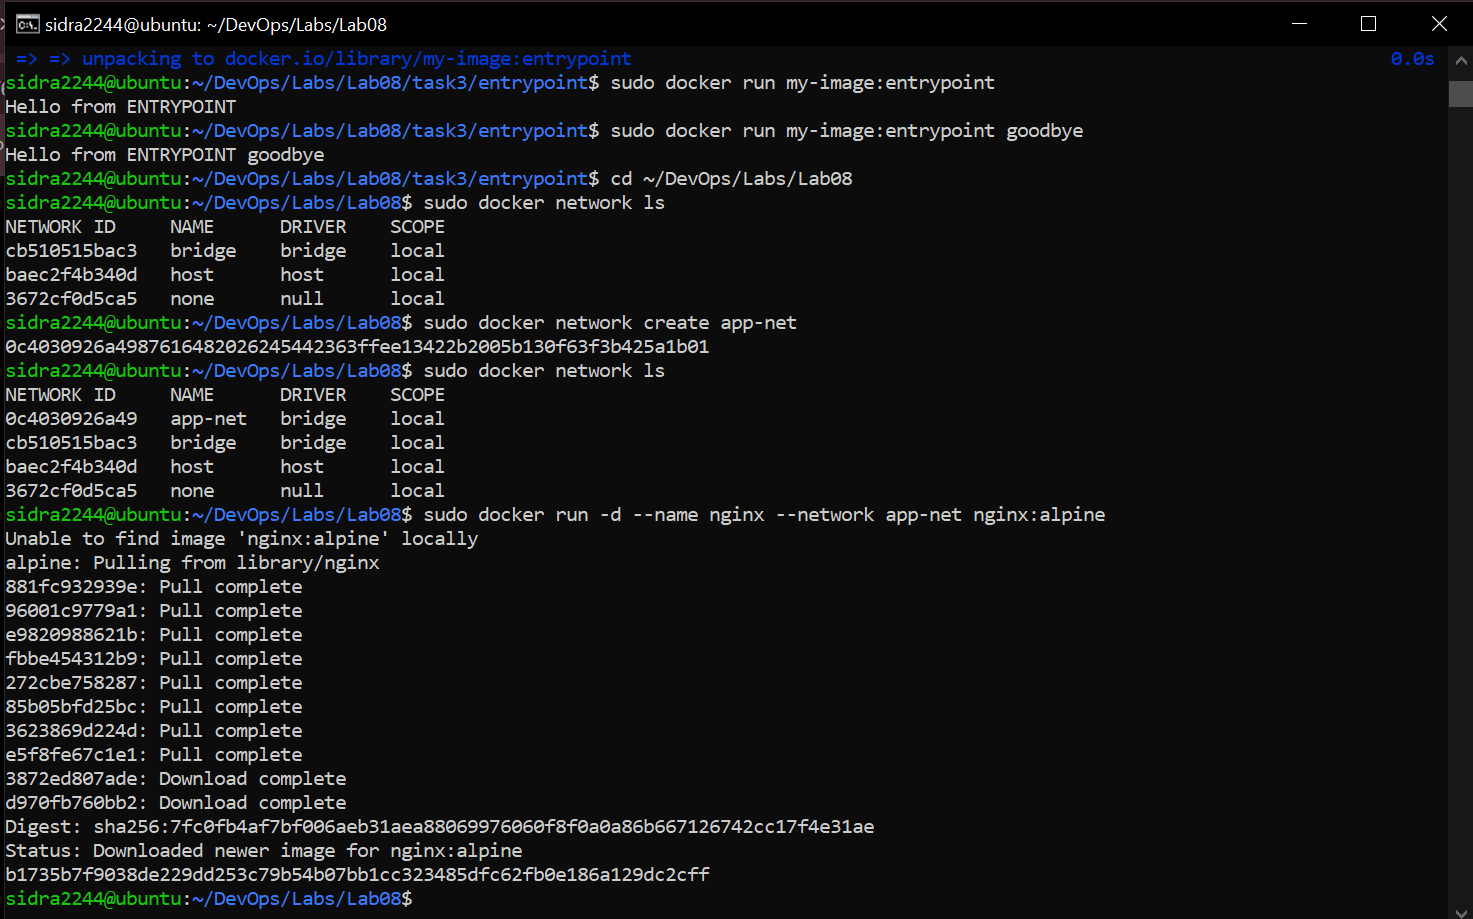 sidra2244@ubuntu: ~/DevOps/Labs/Lab08
=> => unpacking to docker.io/library/my-image:entrypoint 0.0s
sidra2244@ubuntu:~/DevOps/Labs/Lab08/task3/entrypoint$ sudo docker run my-image:entrypoint
Hello from ENTRYPOINT
sidra2244@ubuntu:~/DevOps/Labs/Lab08/task3/entrypoint$ sudo docker run my-image:entrypoint goodbye
Hello from ENTRYPOINT goodbye
sidra2244@ubuntu:~/DevOps/Labs/Lab08/task3/entrypoint$ cd ~/DevOps/Labs/Lab08
sidra2244@ubuntu:~/DevOps/Labs/Lab08$ sudo docker network ls
NETWORK ID NAME DRIVER SCOPE
cb510515bac3 bridge bridge local
baec2f4b340d host host local
3672cf0d5ca5 none null local
sidra2244@ubuntu:~/DevOps/Labs/Lab08$ sudo docker network create app-net
0c4030926a4987616482026245442363ffee13422b2005b130f63f3b425a1b01
sidra2244@ubuntu:~/DevOps/Labs/Lab08$ sudo docker network ls
NETWORK ID NAME DRIVER SCOPE
0c4030926a49 app-net bridge local
cb510515bac3 bridge bridge local
baec2f4b340d host host local
3672cf0d5ca5 none null local
sidra2244@ubuntu:~/DevOps/Labs/Lab08$ sudo docker run -d --name nginx --network app-net nginx:alpine
Unable to find image 'nginx:alpine' locally
alpine: Pulling from library/nginx
881fc932939e: Pull complete
96001c9779a1: Pull complete
e9820988621b: Pull complete
fbbe454312b9: Pull complete
272cbe758287: Pull complete
85b05bfd25bc: Pull complete
3623869d224d: Pull complete
e5f8fe67c1e1: Pull complete
3872ed807ade: Download complete
d970fb760bb2: Download complete
Digest: sha256:7fc0fb4af7bf006aeb31aea88069976060f8f0a0a86b667126742cc17f4e31ae
Status: Downloaded newer image for nginx:alpine
b1735b7f9038de229dd253c79b54b07bb1cc323485dfc62fb0e186a129dc2cff
sidra2244@ubuntu:~/DevOps/Labs/Lab08$